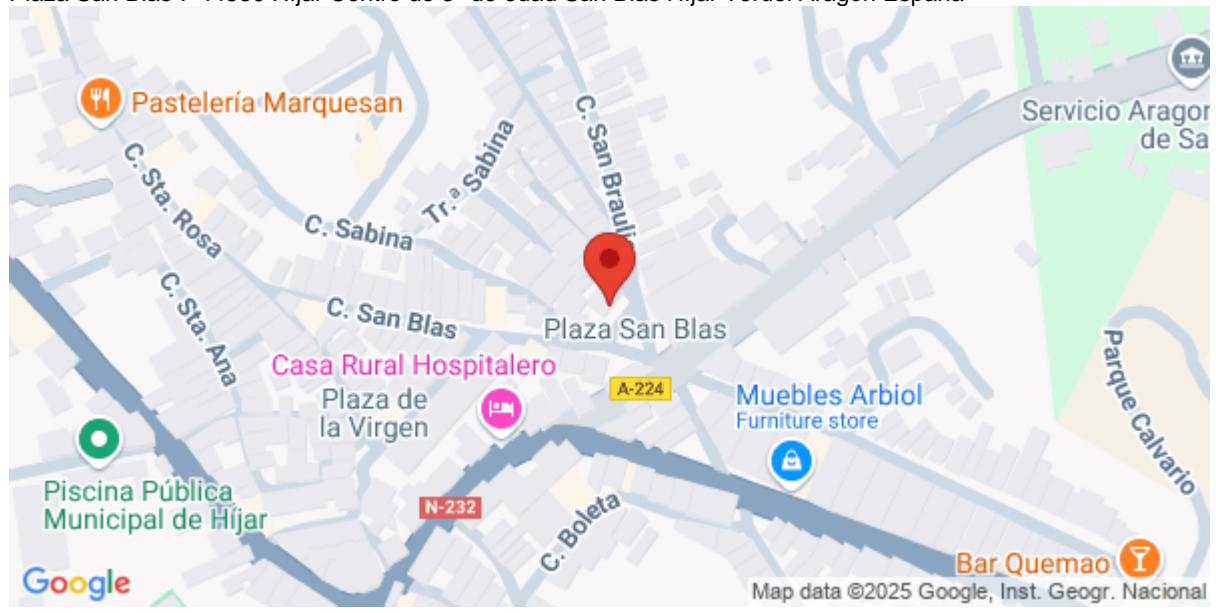 Pastelería Marquesan
C. San Braulio
Servicio Aragon
de Sa
Tr.ª Sabina
C. Sta. Rosa
C. Sabina
C. Sta. Ana
C. San Blas
Plaza San Blas
Casa Rural Hospitalero
A-224
Plaza de
la Virgen
Muebles Arbiol
Furniture store
Parque Calvario
Piscina Pública
Municipal de Híjar
N-232
C. Boleta
Bar Quemao
Google
Map data ©2025 Google, Inst. Geogr. Nacional